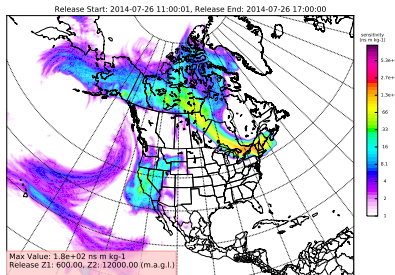 Release Start: 2014-07-26 11:00:01, Release End: 2014-07-26 17:00:00
sensitivity
(ns m kg-1)
5.3e+
2.7e+
1.3e+
66
33
16
8.1
4
2
1
Max Value: 1.8e+02 ns m kg-1
Release Z1: 600.00, Z2: 12000.00 (m.a.g.l.)